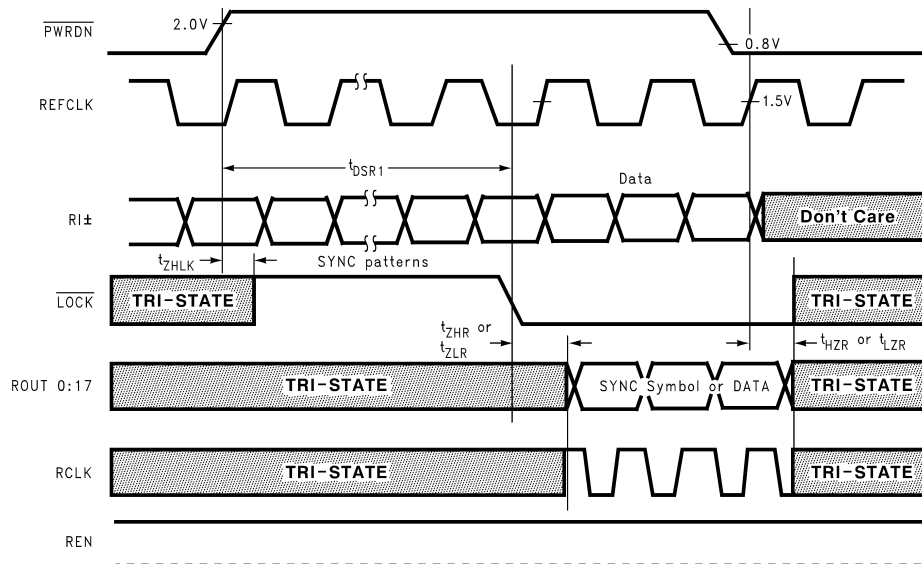 PWRDN
2.0V
0.8V
REFCLK
1.5V
tDSR1
Data
RI±
Don't Care
tZHLK
SYNC patterns
LOCK
TRI-STATE
TRI-STATE
tZHR or
tZLR
tHZR or tLZR
ROUT 0:17
TRI-STATE
SYNC Symbol or DATA
TRI-STATE
RCLK
TRI-STATE
TRI-STATE
REN